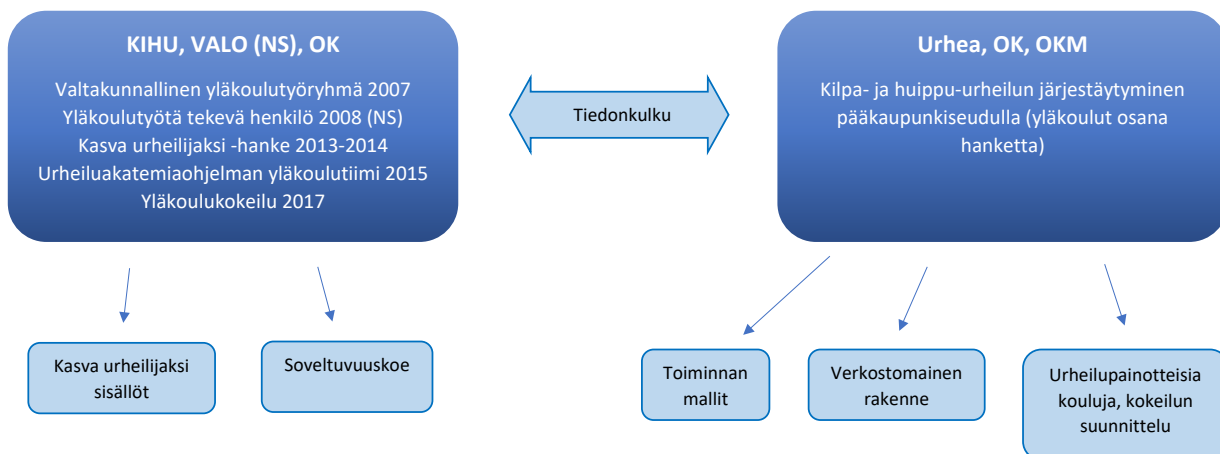 KIHU, VALO (NS), OK
Valtakunnallinen yläkoulutyöryhmä 2007
Yläkoulutyötä tekevä henkilö 2008 (NS)
Kasva urheilijaksi -hanke 2013-2014
Urheiluakatemiaohjelman yläkoulutiimi 2015
Yläkoulukokeilu 2017
Tiedonkulku
Urhea, OK, OKM
Kilpa- ja huippu-urheilun järjestäytyminen
pääkaupunkiseudulla (yläkoulut osana
hanketta)
Kasva urheilijaksi
sisällöt
Soveltuvuuskoe
Toiminnan
mallit
Verkostomainen
rakenne
Urheilupainotteisia
kouluja, kokeilun
suunnittelu